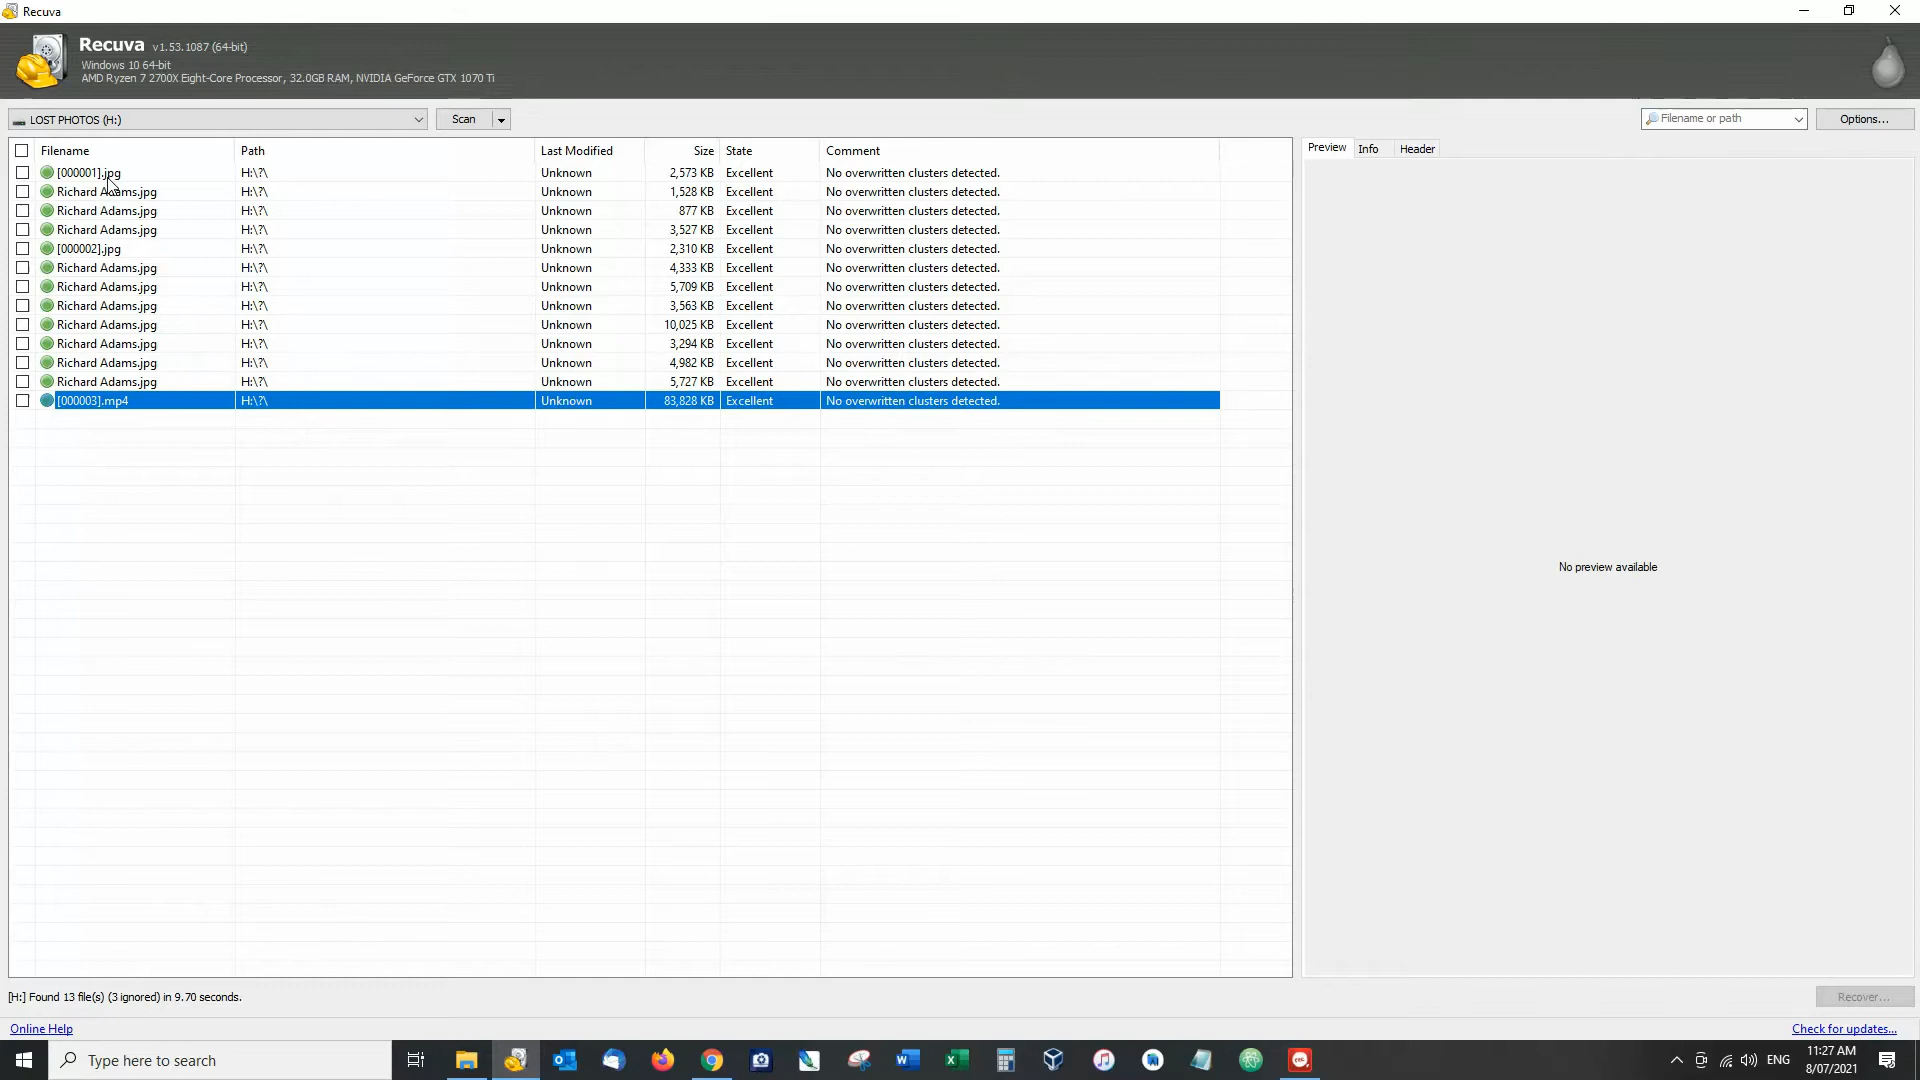 Recuva
Recuva v1.53.1087 (64-bit)
Windows 10 64-bit
AMD Ryzen 7 2700X Eight-Core Processor, 32.0GB RAM, NVIDIA GeForce GTX 1070 Ti
LOST PHOTOS (H:) Scan Filename or path Options...
Filename Path Last Modified Size State Comment Preview Info Header
[000001].jpg H:\?\ Unknown 2,573 KB Excellent No overwritten clusters detected.
Richard Adams.jpg H:\?\ Unknown 1,528 KB Excellent No overwritten clusters detected.
Richard Adams.jpg H:\?\ Unknown 877 KB Excellent No overwritten clusters detected.
Richard Adams.jpg H:\?\ Unknown 3,527 KB Excellent No overwritten clusters detected.
[000002].jpg H:\?\ Unknown 2,310 KB Excellent No overwritten clusters detected.
Richard Adams.jpg H:\?\ Unknown 4,333 KB Excellent No overwritten clusters detected.
Richard Adams.jpg H:\?\ Unknown 5,709 KB Excellent No overwritten clusters detected.
Richard Adams.jpg H:\?\ Unknown 3,563 KB Excellent No overwritten clusters detected.
Richard Adams.jpg H:\?\ Unknown 10,025 KB Excellent No overwritten clusters detected.
Richard Adams.jpg H:\?\ Unknown 3,294 KB Excellent No overwritten clusters detected.
Richard Adams.jpg H:\?\ Unknown 4,982 KB Excellent No overwritten clusters detected.
Richard Adams.jpg H:\?\ Unknown 5,727 KB Excellent No overwritten clusters detected.
[000003].mp4 H:\?\ Unknown 83,828 KB Excellent No overwritten clusters detected.
No preview available
[H:] Found 13 file(s) (3 ignored) in 9.70 seconds. Recover...
Online Help Check for updates...
Type here to search ENG 11:27 AM
8/07/2021